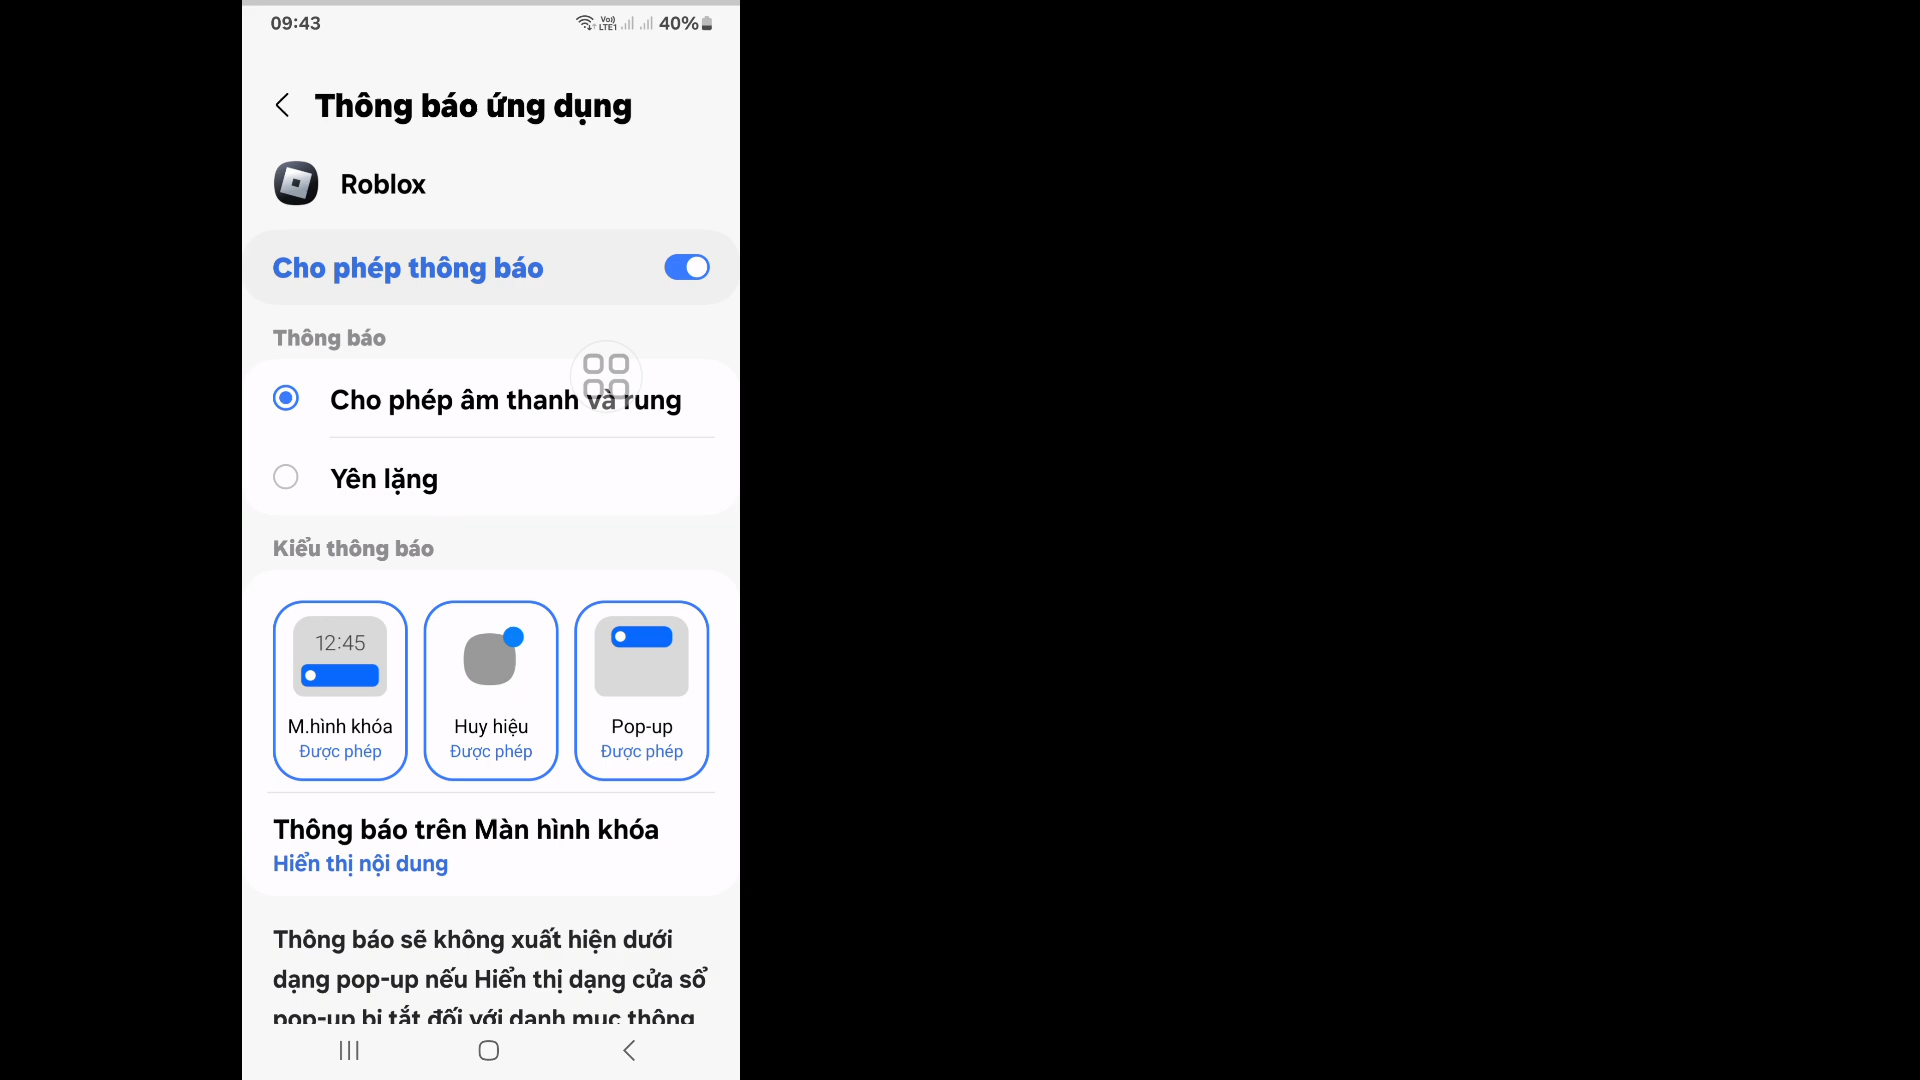 09:43
Vo)) LTE1 40%
Thông báo ứng dụng
Roblox
Cho phép thông báo
Thông báo
Cho phép âm thanh và rung
Yên lặng
Kiểu thông báo
12:45
M.hình khóa
Được phép
Huy hiệu
Được phép
Pop-up
Được phép
Thông báo trên Màn hình khóa
Hiển thị nội dung
Thông báo sẽ không xuất hiện dưới
dạng pop-up nếu Hiển thị dạng cửa sổ
pop-up bị tắt đối với danh mục thông